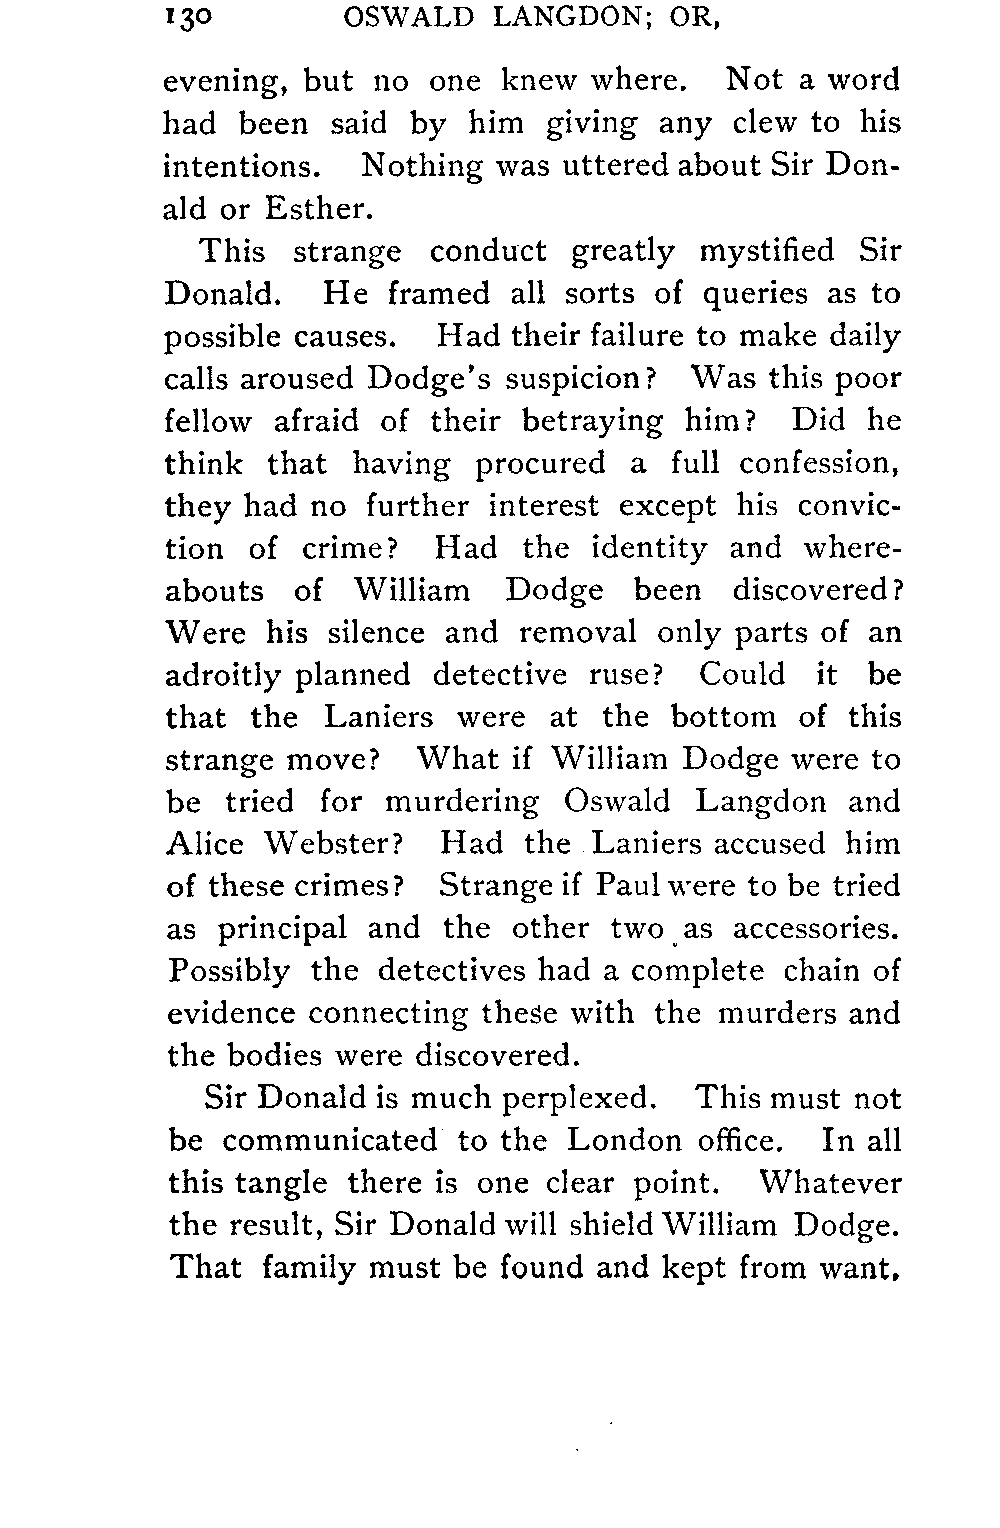 130 OSWALD LANGDON; OR,
evening, but no one knew where. Not a word
had been said by him giving any clew to his
intentions. Nothing was uttered about Sir Don-
ald or Esther.
This strange conduct greatly mystified Sir
Donald. He framed all sorts of queries as to
possible causes. Had their failure to make daily
calls aroused Dodge's suspicion? Was this poor
fellow afraid of their betraying him? Did he
think that having procured a full confession,
they had no further interest except his convic-
tion of crime? Had the identity and where-
abouts of William Dodge been discovered?
Were his silence and removal only parts of an
adroitly planned detective ruse? Could it be
that the Laniers were at the bottom of this
strange move? What if William Dodge were to
be tried for murdering Oswald Langdon and
Alice Webster? Had the Laniers accused him
of these crimes? Strange if Paul were to be tried
as principal and the other two as accessories.
Possibly the detectives had a complete chain of
evidence connecting these with the murders and
the bodies were discovered.
Sir Donald is much perplexed. This must not
be communicated to the London office. In all
this tangle there is one clear point. Whatever
the result, Sir Donald will shield William Dodge.
That family must be found and kept from want.